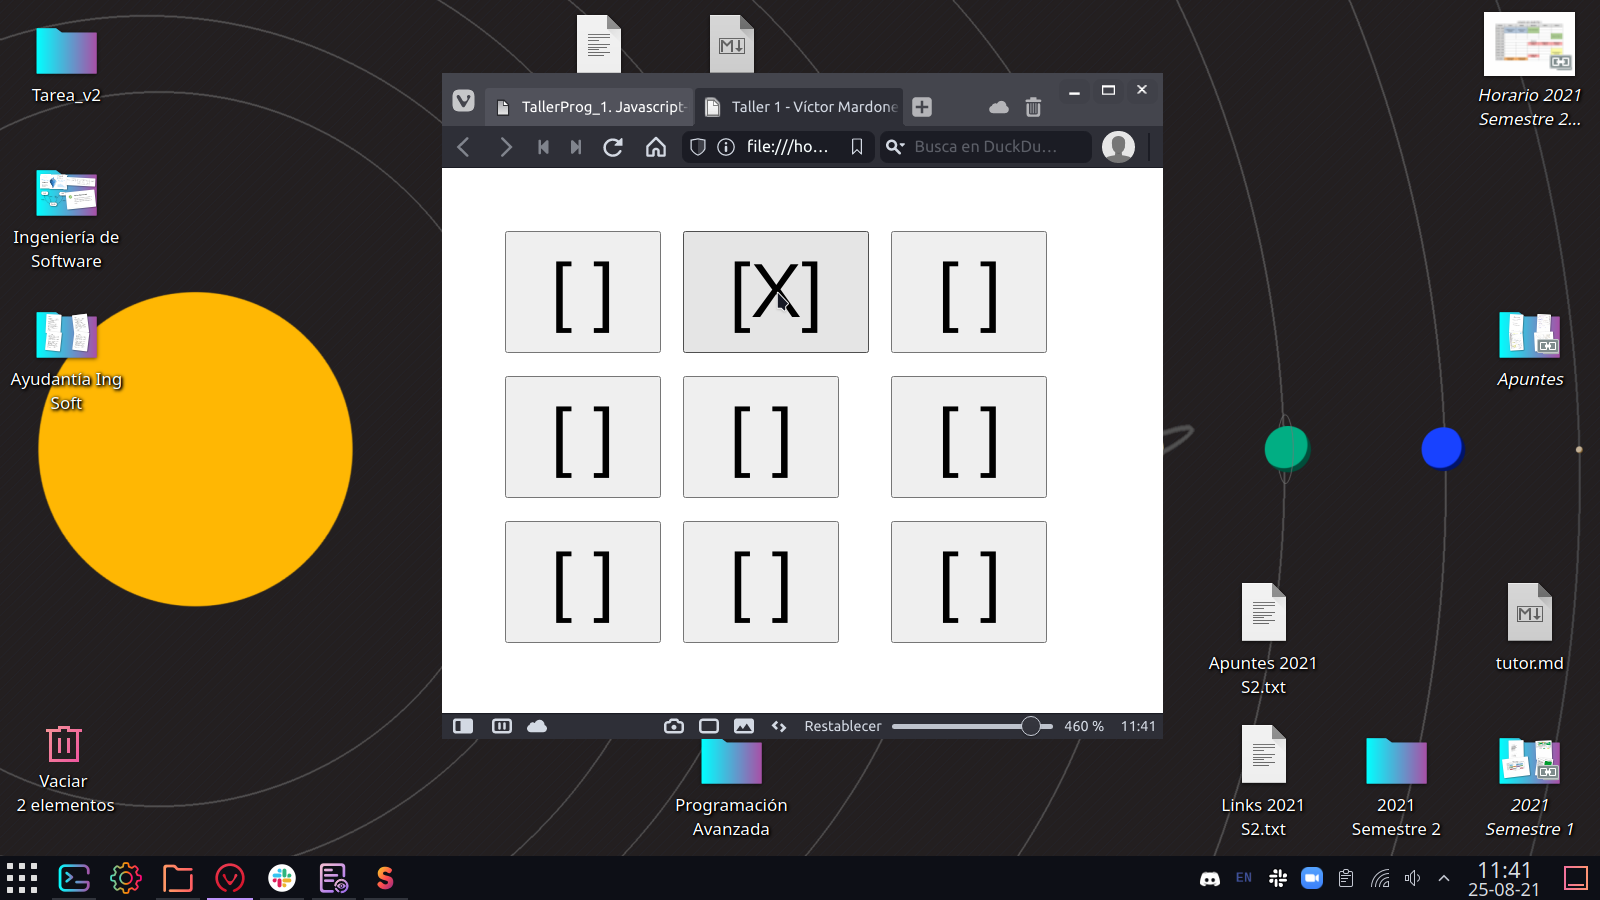 Tarea_v2
Ingeniería de
Software
Ayudantía Ing
Soft
Vaciar
2 elementos
M
TallerProg_1. Javascript
Taller 1 - Víctor Mardone
file:///ho...
Busca en DuckDu...
[ ] [X] [ ]
[ ] [ ] [ ]
[ ] [ ] [ ]
Restablecer 460 % 11:41
Programación
Avanzada
Horario 2021
Semestre 2...
Apuntes
Apuntes 2021
S2.txt
M
tutor.md
Links 2021
S2.txt
2021
Semestre 2
2021
Semestre 1
S
EN
11:41
25-08-21